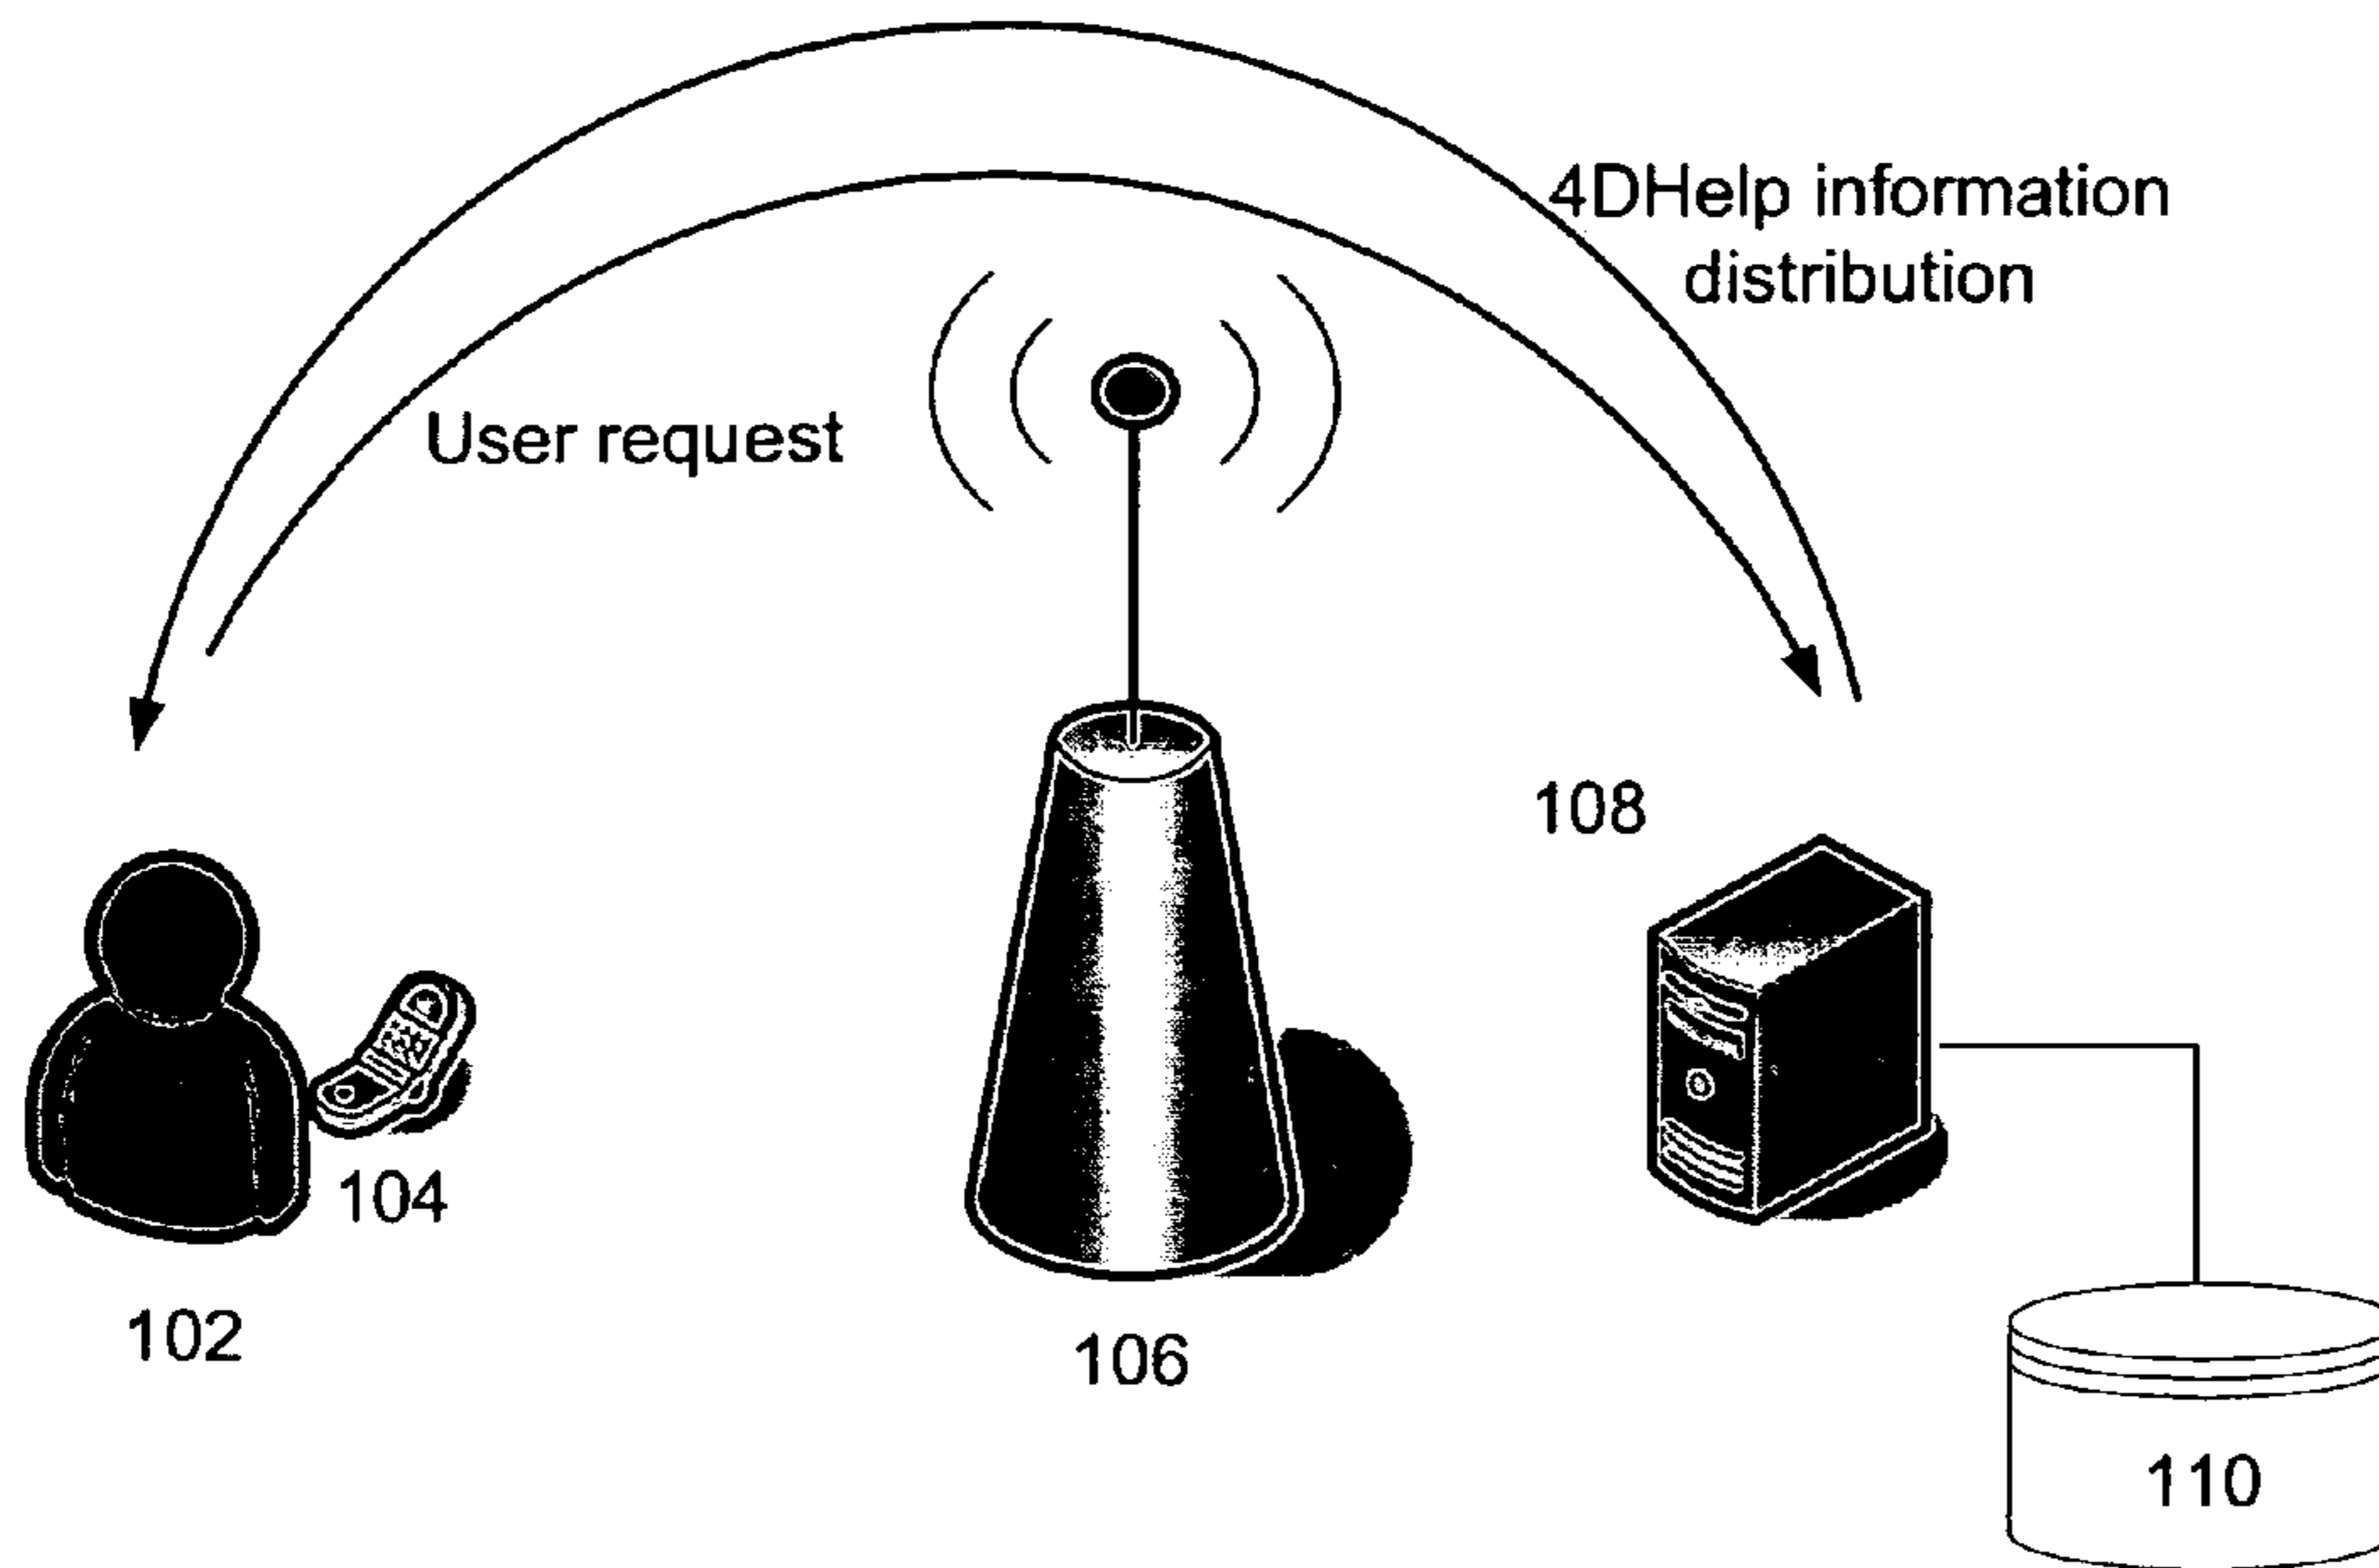 4DHelp information
distribution
User request
108
104
102
106
110